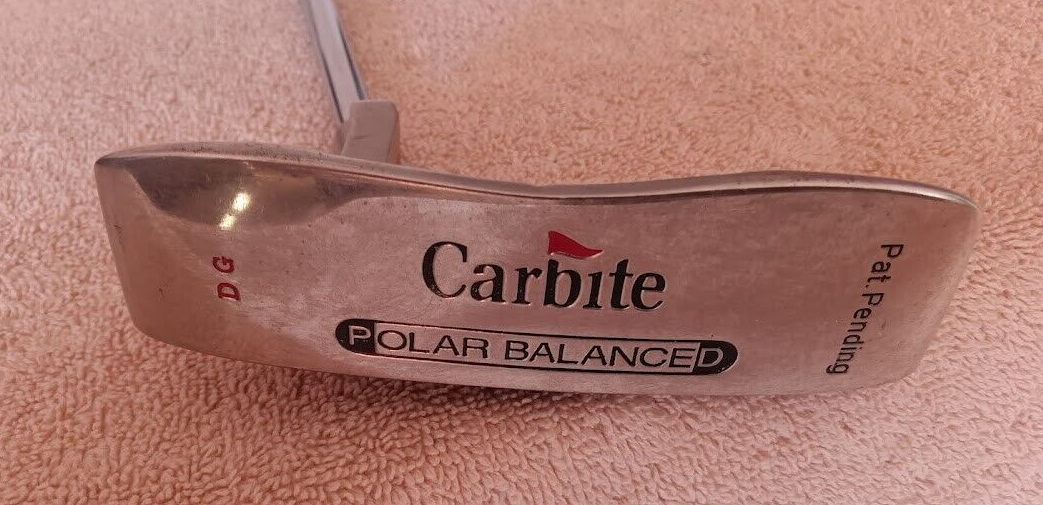 DG
Carbite
POLAR BALANCED
Pat. Pending